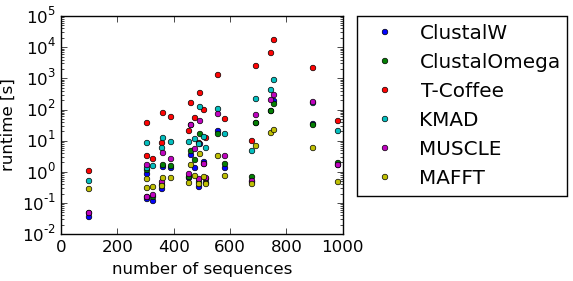 runtime [s]
10^5
10^4
10^3
10^2
10^1
10^0
10^-1
10^-2
0 200 400 600 800 1000
number of sequences
ClustalW
ClustalOmega
T-Coffee
KMAD
MUSCLE
MAFFT